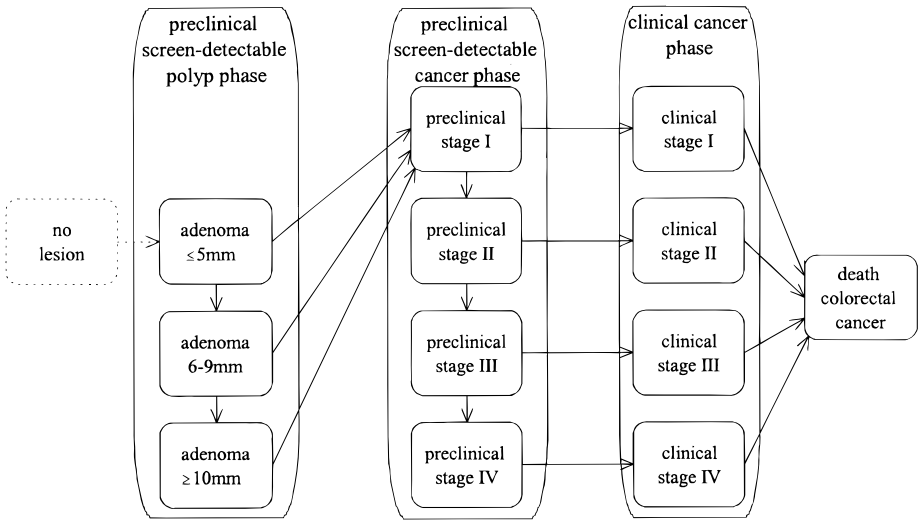 preclinical
screen-detectable
polyp phase
preclinical
screen-detectable
cancer phase
clinical cancer
phase
no
lesion
adenoma
≤5mm
adenoma
6-9mm
adenoma
≥10mm
preclinical
stage I
preclinical
stage II
preclinical
stage III
preclinical
stage IV
clinical
stage I
clinical
stage II
clinical
stage III
clinical
stage IV
death
colorectal
cancer